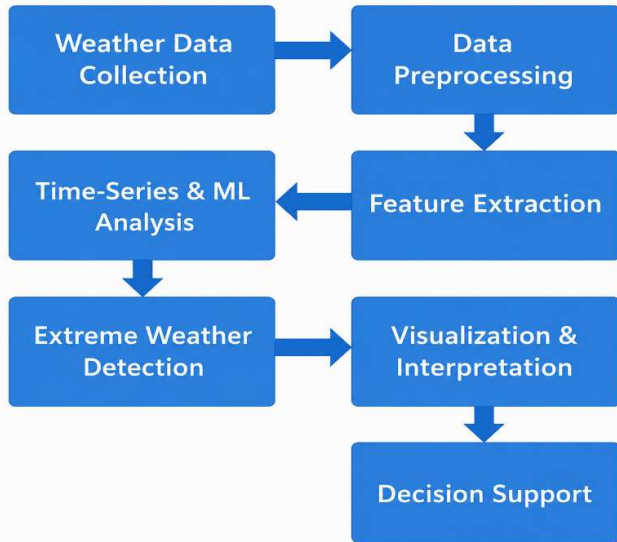 Weather Data
Collection
Data
Preprocessing
Feature Extraction
Time-Series & ML
Analysis
Extreme Weather
Detection
Visualization &
Interpretation
Decision Support